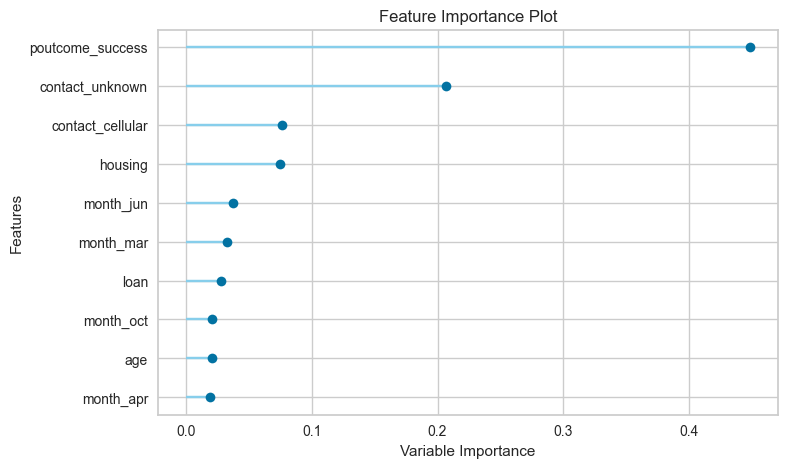 Feature Importance Plot
poutcome_success
contact_unknown
contact_cellular
housing
month_jun
month_mar
loan
month_oct
age
month_apr
Features
0.0 0.1 0.2 0.3 0.4
Variable Importance